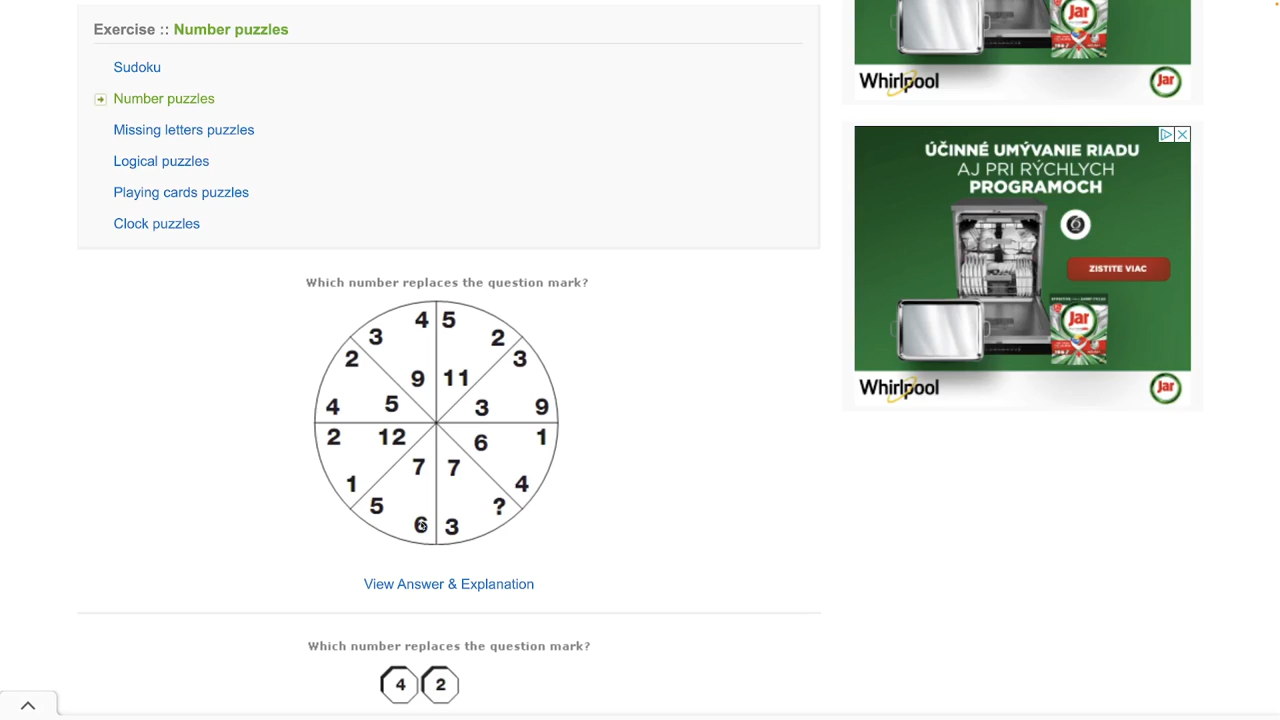 Exercise :: Number puzzles
Sudoku
Number puzzles
Missing letters puzzles
Logical puzzles
Playing cards puzzles
Clock puzzles
Which number replaces the question mark?
4 5
3 2
2 3
9 11
4 5 3 9
2 12 6 1
7 7
1 4
5 ?
6 3
View Answer & Explanation
Which number replaces the question mark?
4 2
Jar
Whirlpool Jar
ÚČINNÉ UMÝVANIE RIADU
AJ PRI RÝCHLYCH
PROGRAMOCH
ZISTITE VIAC
Jar
Whirlpool Jar